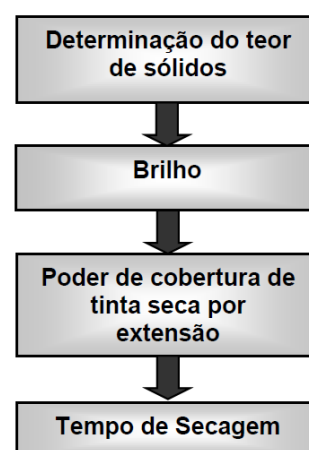 Determinação do teor
de sólidos
Brilho
Poder de cobertura de
tinta seca por
extensão
Tempo de Secagem